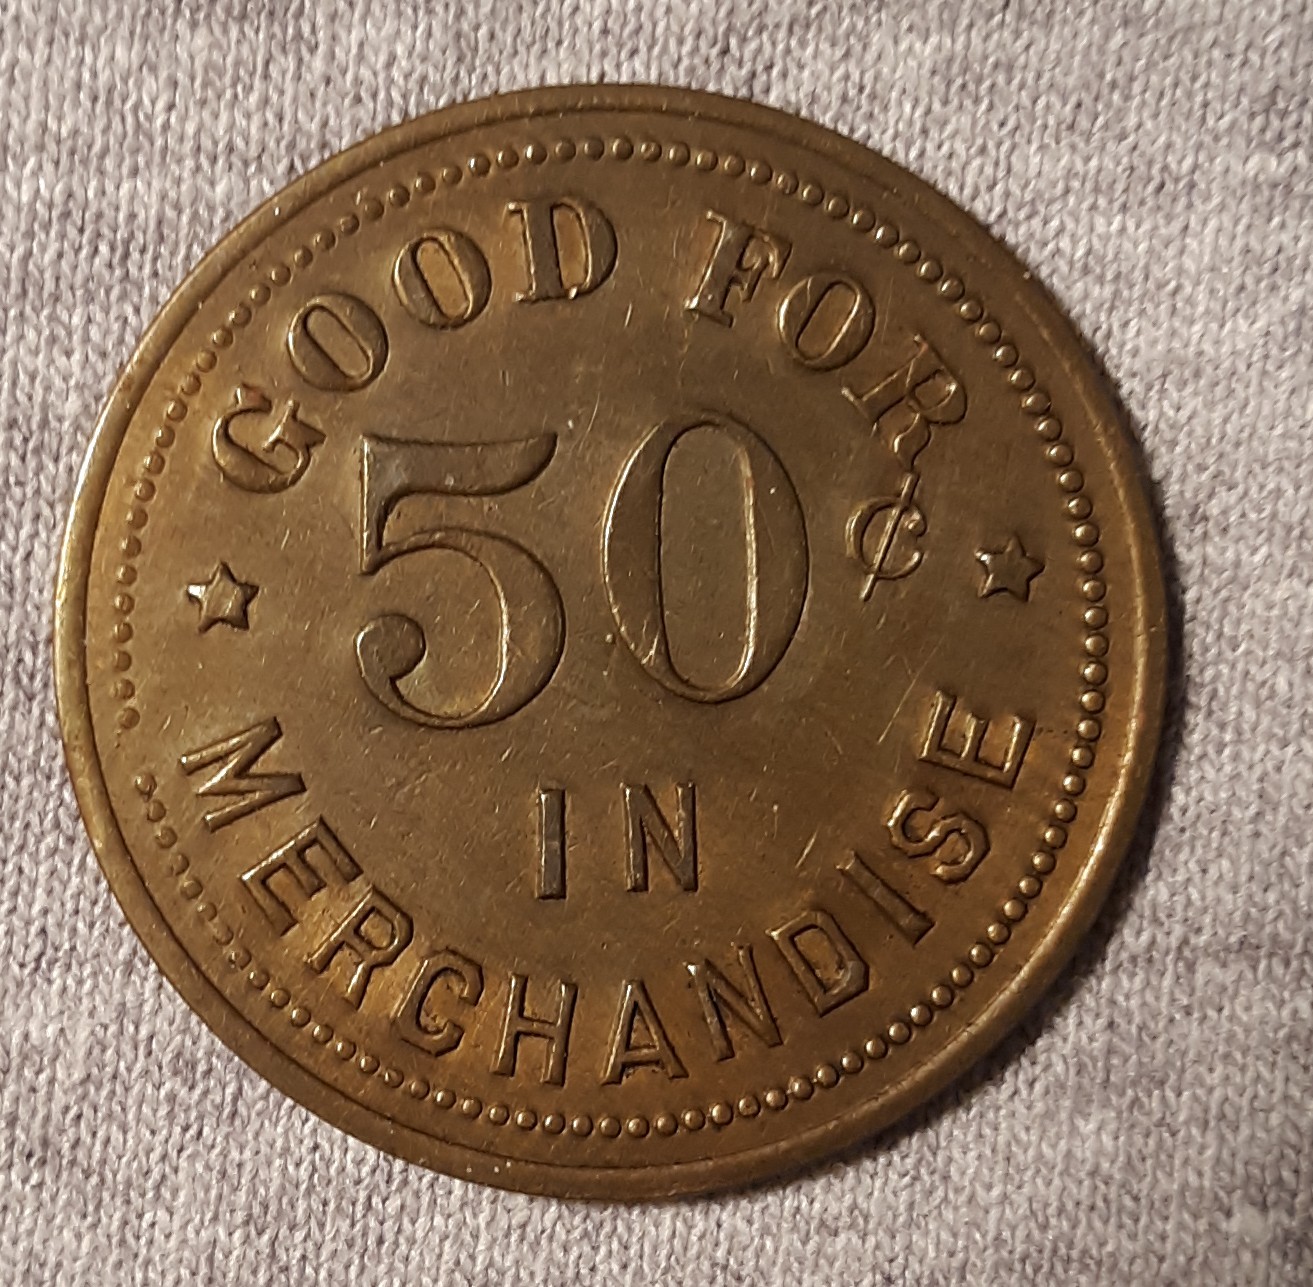 GOOD FOR
50¢
IN
MERCHANDISE